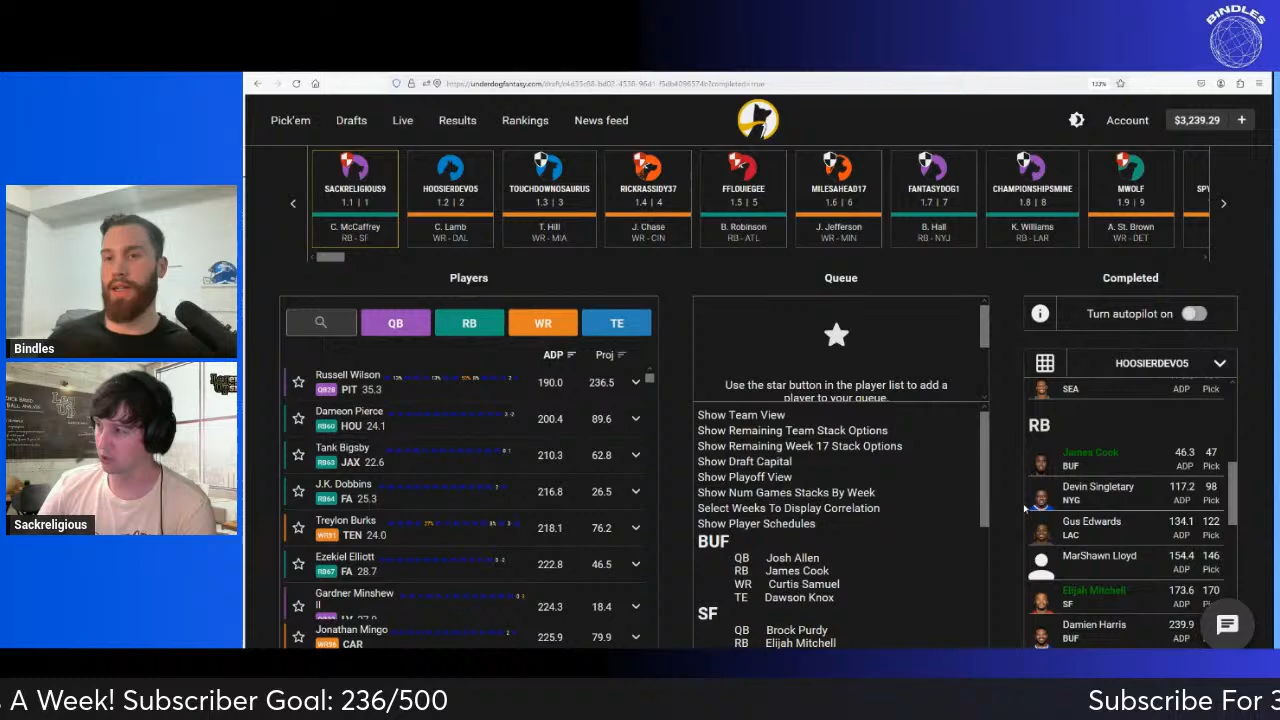 BINDLES
Pick'em Drafts Live Results Rankings News feed
Account $3,239.29 +
SACKRELIGIOUS9 HOOSIERDEVO5 TOUCHDOWNOSAURUS RICKRASSIDY37 FFLOUIEGEE MILESAHEAD17 FANTASYDOG1 CHAMPIONSHIPSMINE MWOLF
1.1 | 1 1.2 | 2 1.3 | 3 1.4 | 4 1.5 | 5 1.6 | 6 1.7 | 7 1.8 | 8 1.9 | 9
C. McCaffrey C. Lamb T. Hill J. Chase B. Robinson J. Jefferson B. Hall K. Williams A. St. Brown
RB - SF WR - DAL WR - MIA WR - CIN RB - ATL WR - MIN RB - NYJ RB - LAR WR - DET
Players Queue Completed
QB RB WR TE
Turn autopilot on
ADP Proj
HOOSIERDEVO5
Russell Wilson
PIT 35.3 190.0 236.5
Dameon Pierce
RB60 HOU 24.1 200.4 89.6
Tank Bigsby
RB63 JAX 22.6 210.3 62.8
J.K. Dobbins
RB64 FA 25.3 216.8 26.5
Treylon Burks
WR91 TEN 24.0 218.1 76.2
Ezekiel Elliott
RB67 FA 28.7 222.8 46.5
Gardner Minshew
II 224.3 18.4
Jonathan Mingo
CAR 225.9 79.9
Use the star button in the player list to add a
player to your queue.
Show Team View
Show Remaining Team Stack Options
Show Remaining Week 17 Stack Options
Show Draft Capital
Show Playoff View
Show Num Games Stacks By Week
Select Weeks To Display Correlation
Show Player Schedules
BUF
QB Josh Allen
RB James Cook
WR Curtis Samuel
TE Dawson Knox
SF
QB Brock Purdy
RB Elijah Mitchell
SEA ADP Pick
RB
James Cook 46.3 47
BUF ADP Pick
Devin Singletary 117.2 98
NYG ADP Pick
Gus Edwards 134.1 122
LAC ADP Pick
MarShawn Lloyd 154.4 146
ADP Pick
Elijah Mitchell 173.6 170
SF ADP Pick
Damien Harris 239.9
BUF ADP
Bindles
Sackreligious
A Week! Subscriber Goal: 236/500
Subscribe For 3